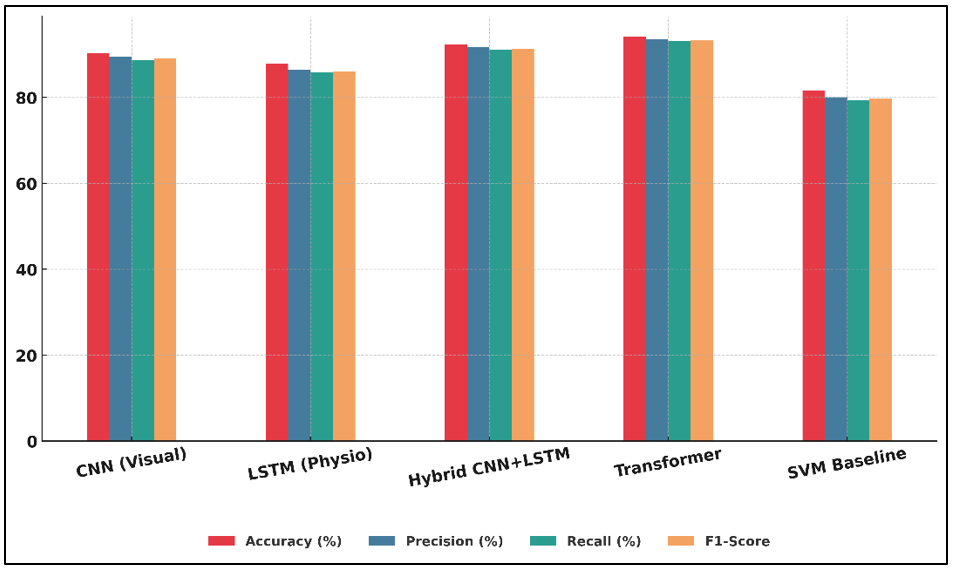 80
60
40
20
0
CNN (Visual)
LSTM (Physio)
Hybrid CNN+LSTM
Transformer
SVM Baseline
Accuracy (%) Precision (%) Recall (%) F1-Score